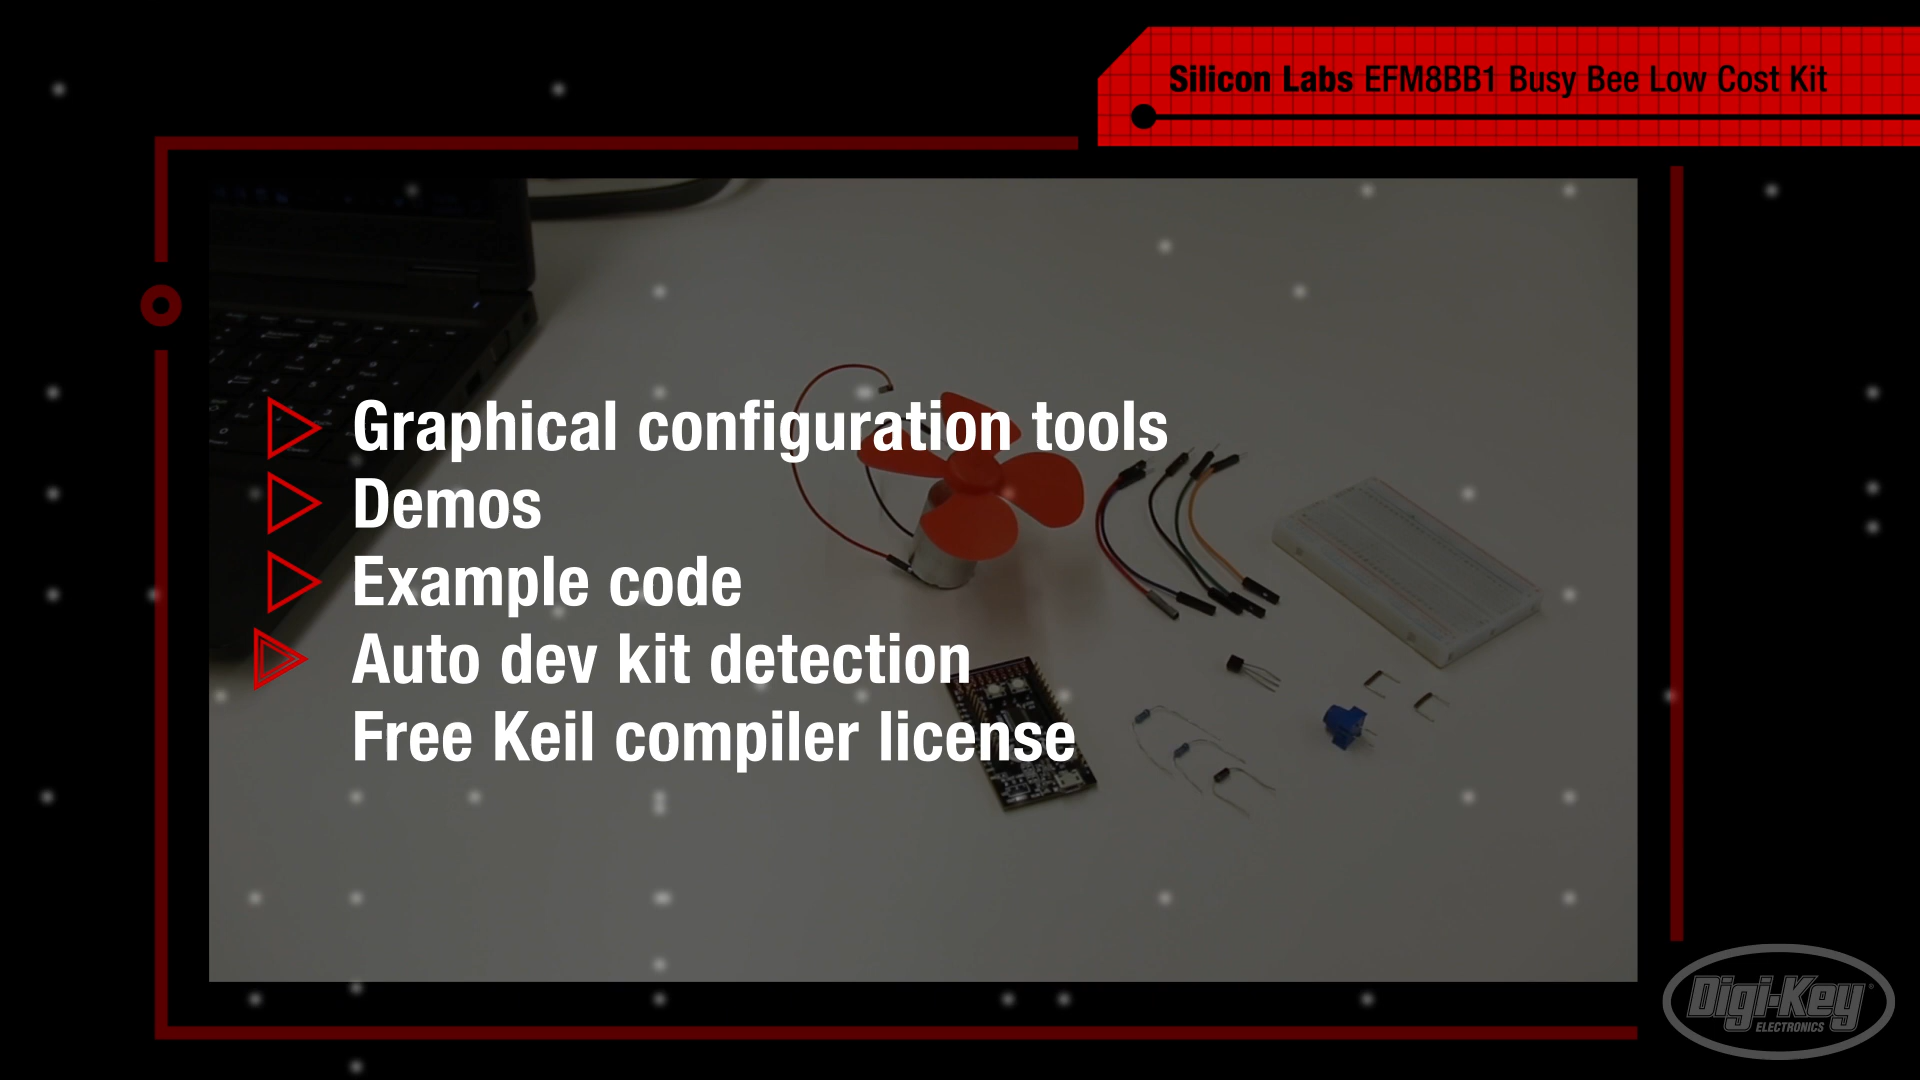 Silicon Labs EFM8BB1 Busy Bee Low Cost Kit
Graphical configuration tools
Demos
Example code
Auto dev kit detection
Free Keil compiler license
Digi-Key
ELECTRONICS